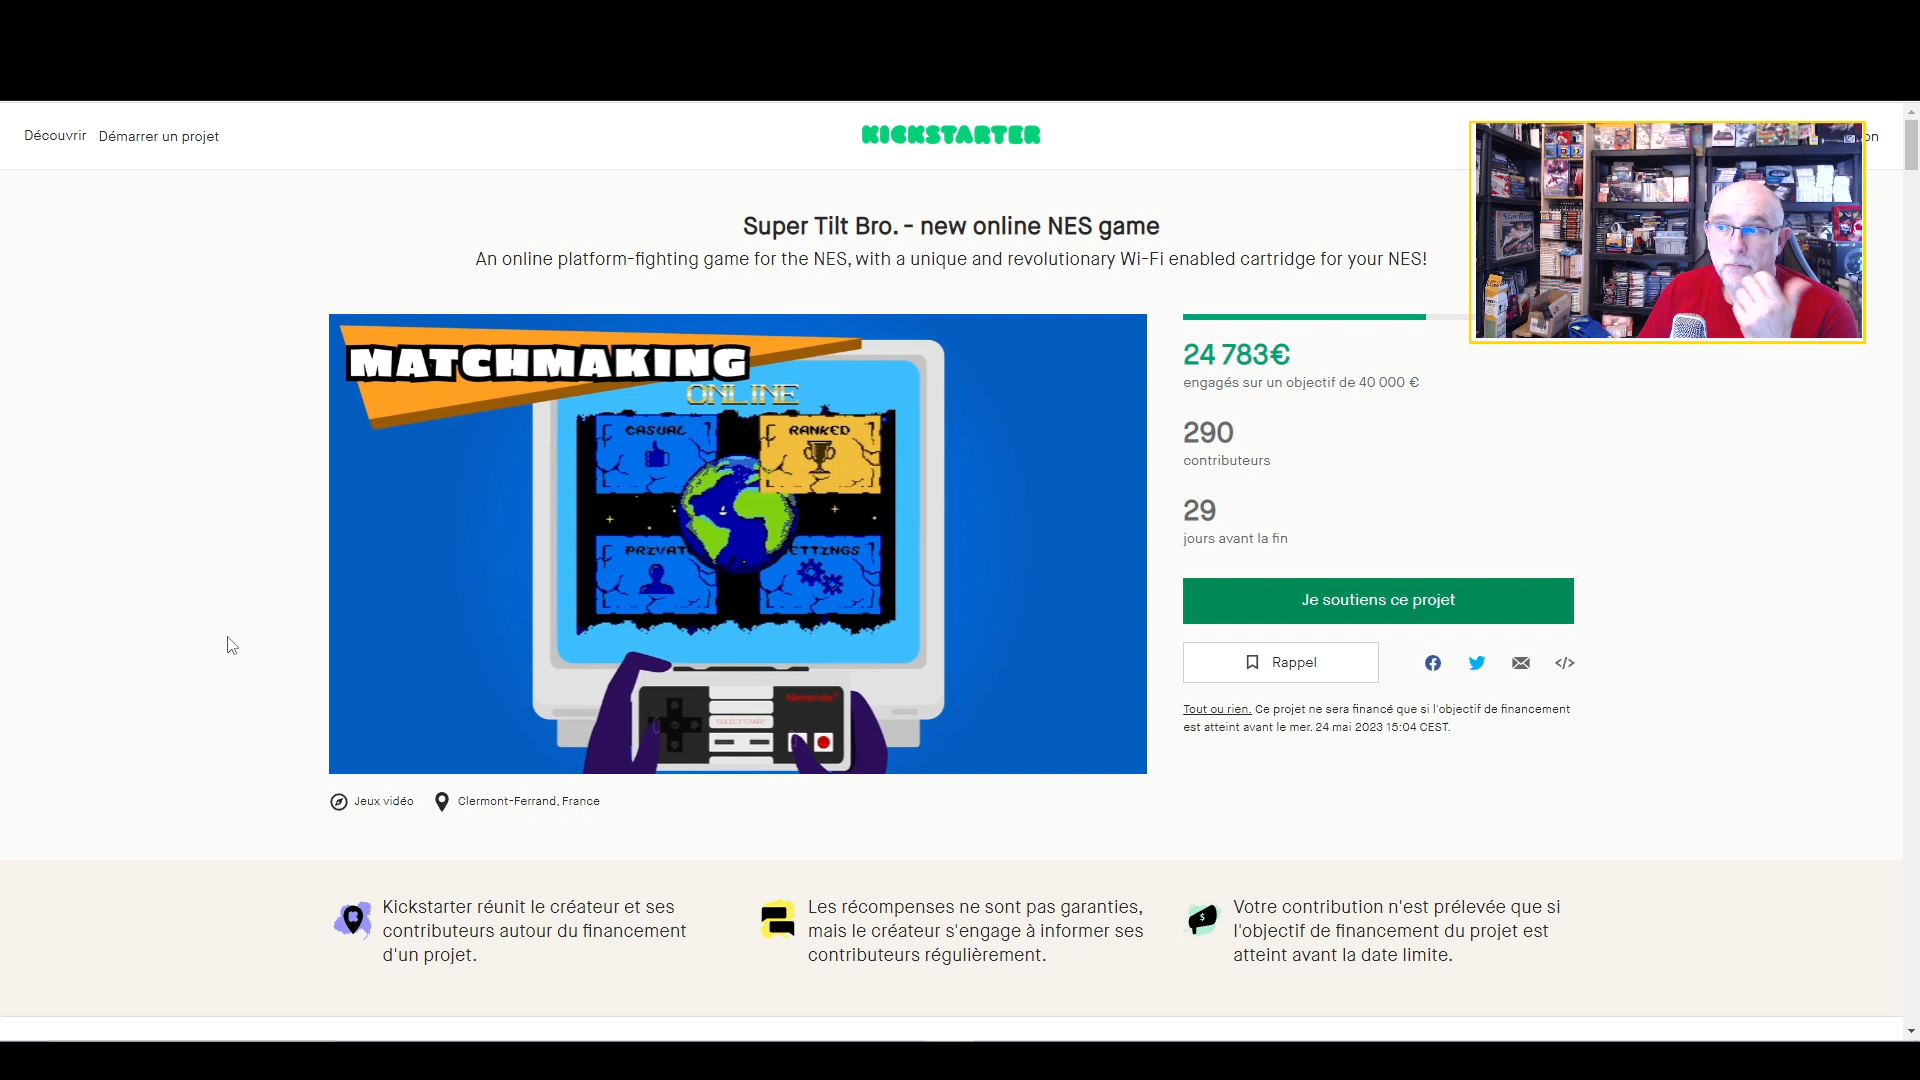 Découvrir Démarrer un projet
KICKSTARTER
on
Super Tilt Bro. - new online NES game
An online platform-fighting game for the NES, with a unique and revolutionary Wi-Fi enabled cartridge for your NES!
MATCHMAKING
ONLINE
CASUAL
RANKED
PRIVAT
ETTINGS
Nintendo
SELECT START
24 783€
engagés sur un objectif de 40 000 €
290
contributeurs
29
jours avant la fin
Je soutiens ce projet
Rappel
Tout ou rien. Ce projet ne sera financé que si l'objectif de financement
est atteint avant le mer. 24 mai 2023 15:04 CEST.
Jeux vidéo Clermont-Ferrand, France
Kickstarter réunit le créateur et ses
contributeurs autour du financement
d'un projet.
Les récompenses ne sont pas garanties,
mais le créateur s'engage à informer ses
contributeurs régulièrement.
Votre contribution n'est prélevée que si
l'objectif de financement du projet est
atteint avant la date limite.